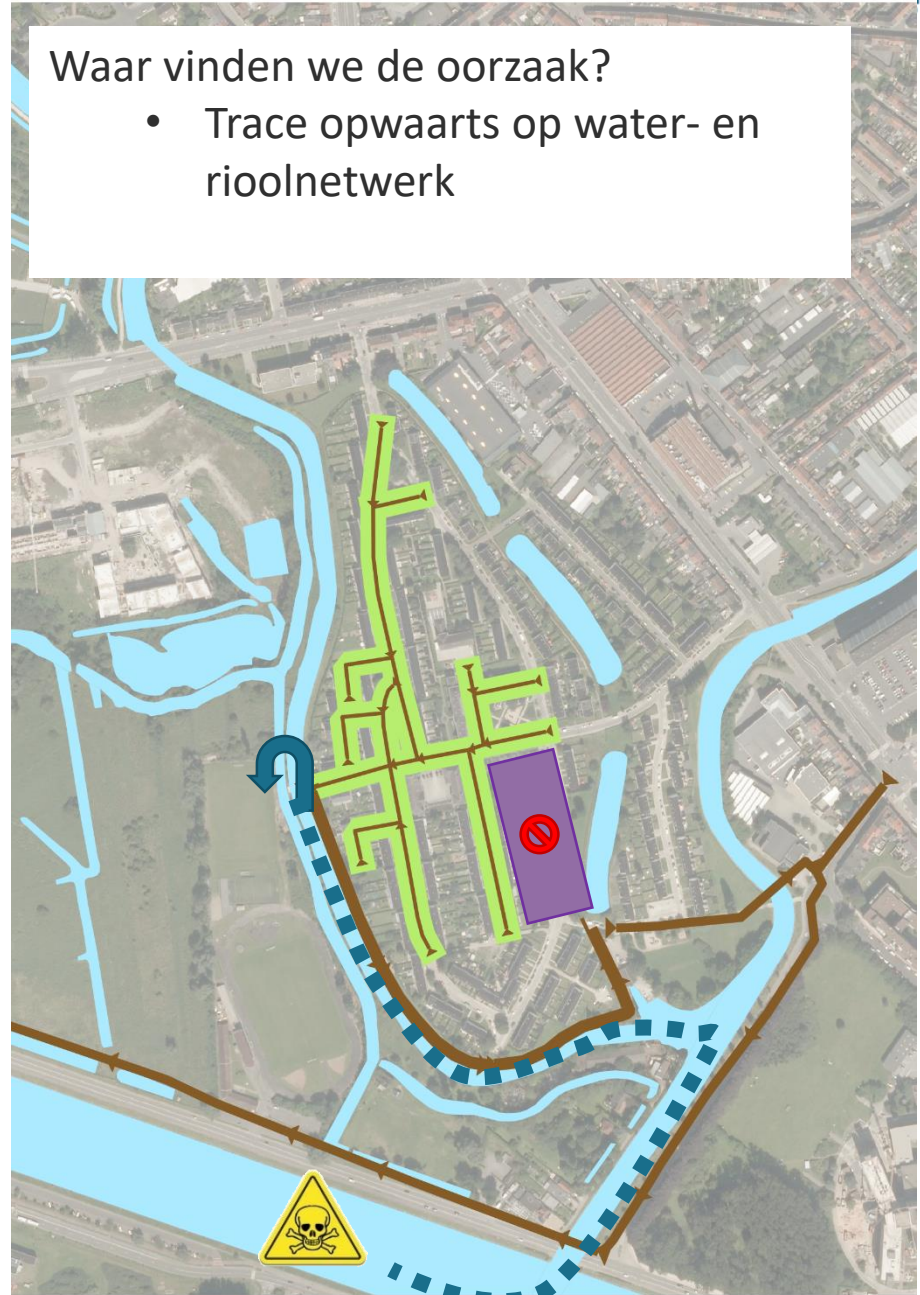 Waar vinden we de oorzaak?
• Trace opwaarts op water- en
rioolnetwerk